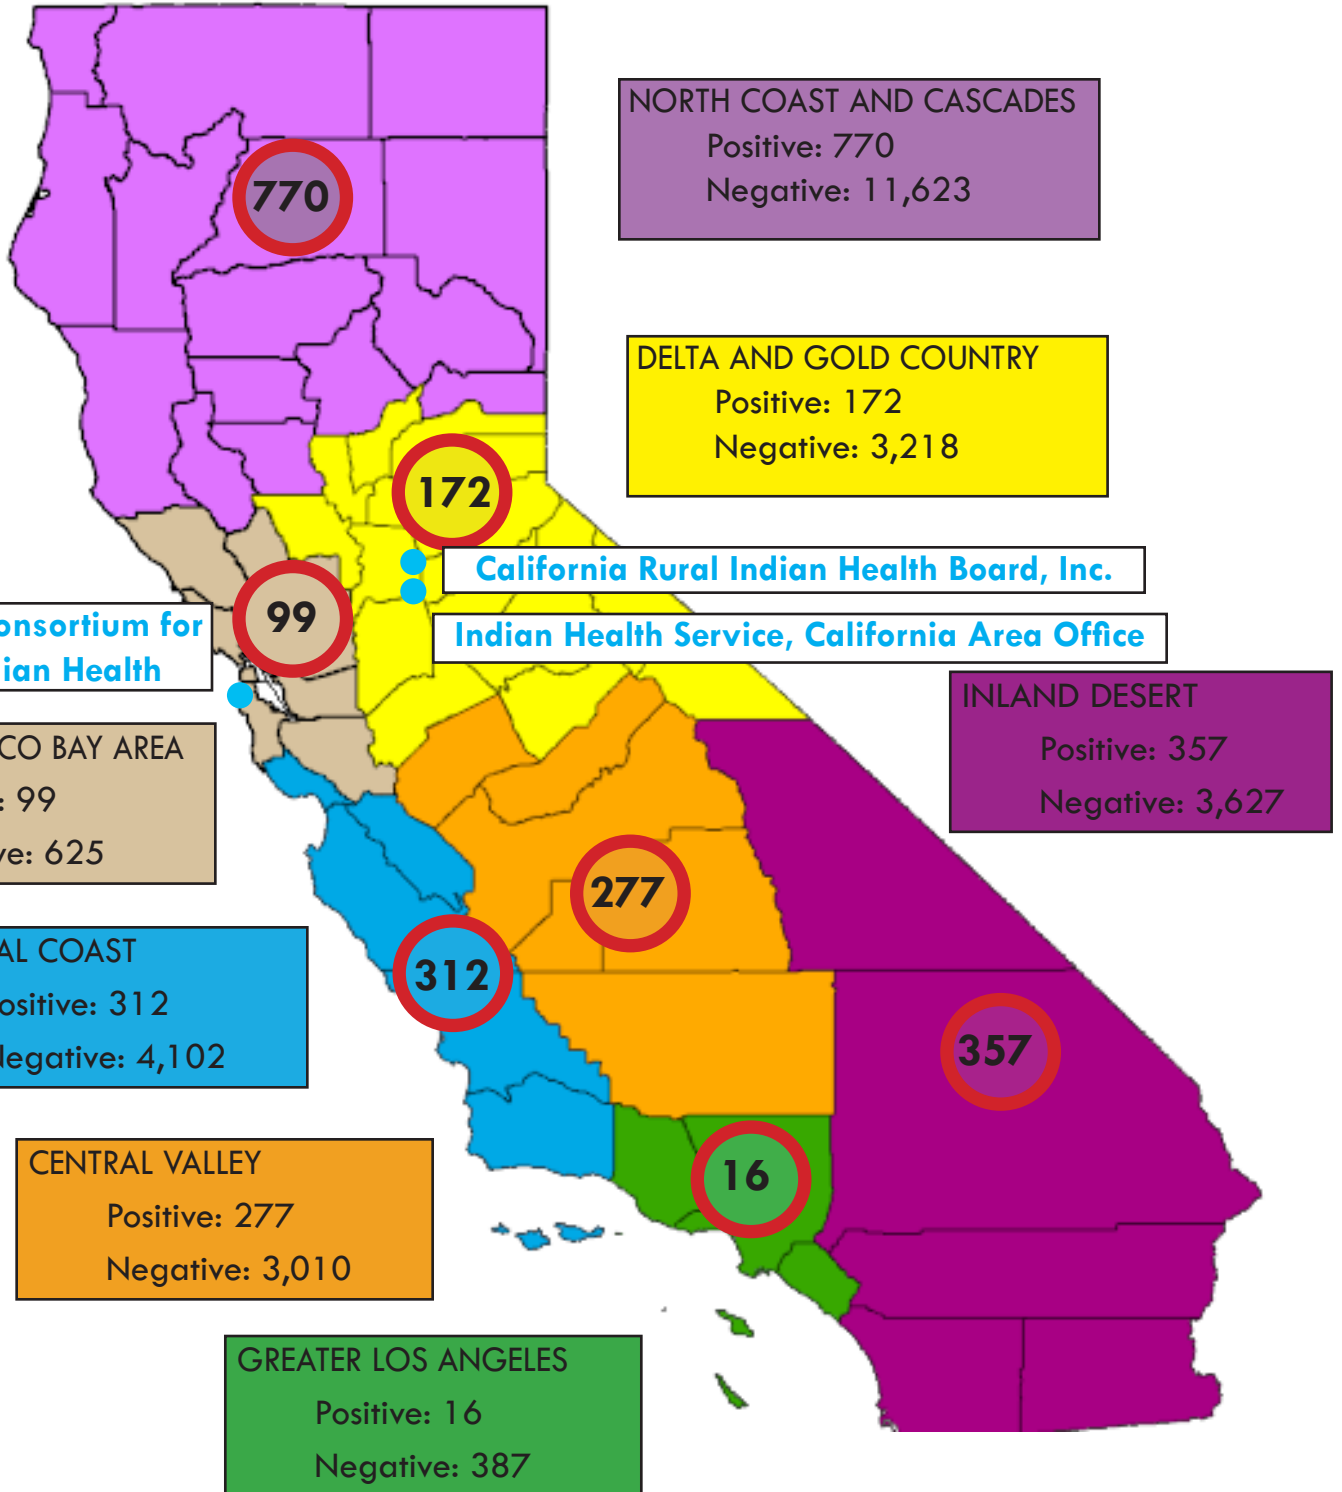 NORTH COAST AND CASCADES
Positive: 770
Negative: 11,623
770
DELTA AND GOLD COUNTRY
Positive: 172
Negative: 3,218
172
California Rural Indian Health Board, Inc.
99
onsortium for
ian Health
Indian Health Service, California Area Office
INLAND DESERT
Positive: 357
Negative: 3,627
CO BAY AREA
: 99
ve: 625
277
AL COAST
ositive: 312
Negative: 4,102
312
357
CENTRAL VALLEY
Positive: 277
Negative: 3,010
16
GREATER LOS ANGELES
Positive: 16
Negative: 387